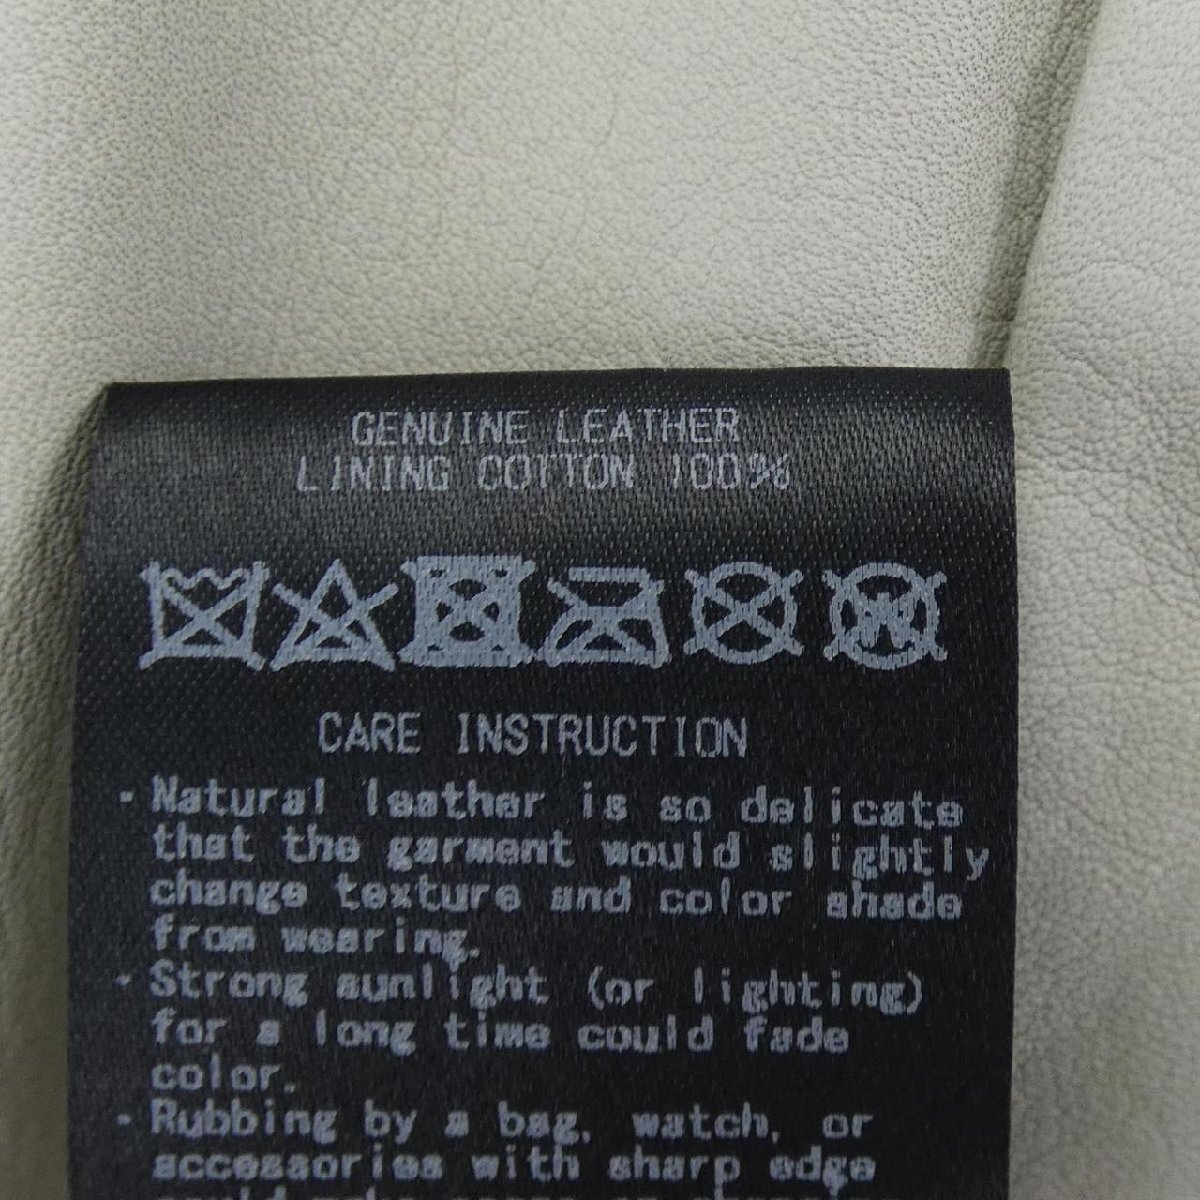 GENUINE LEATHER
LINING COTTON 100%
W
CARE INSTRUCTION
· Natural leather is so delicate
that the garment would slightly
change texture and color shade
from wearing.
· Strong sunlight (or lighting)
for a long time could fade
color.
· Rubbing by a bag, watch, or
accessories with sharp edge